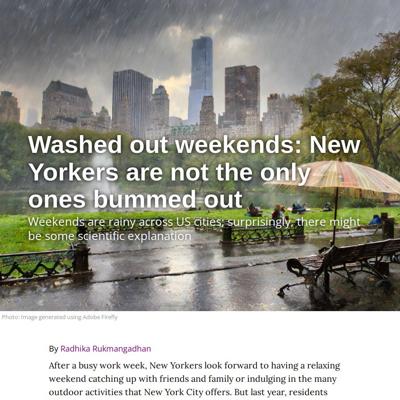 Washed out weekends: New
Yorkers are not the only
ones bummed out
Weekends are rainy across US cities; surprisingly, there might
be some scientific explanation
Photo: Image generated using Adobe Firefly
By Radhika Rukmangadhan
After a busy work week, New Yorkers look forward to having a relaxing
weekend catching up with friends and family or indulging in the many
outdoor activities that New York City offers. But last year, residents